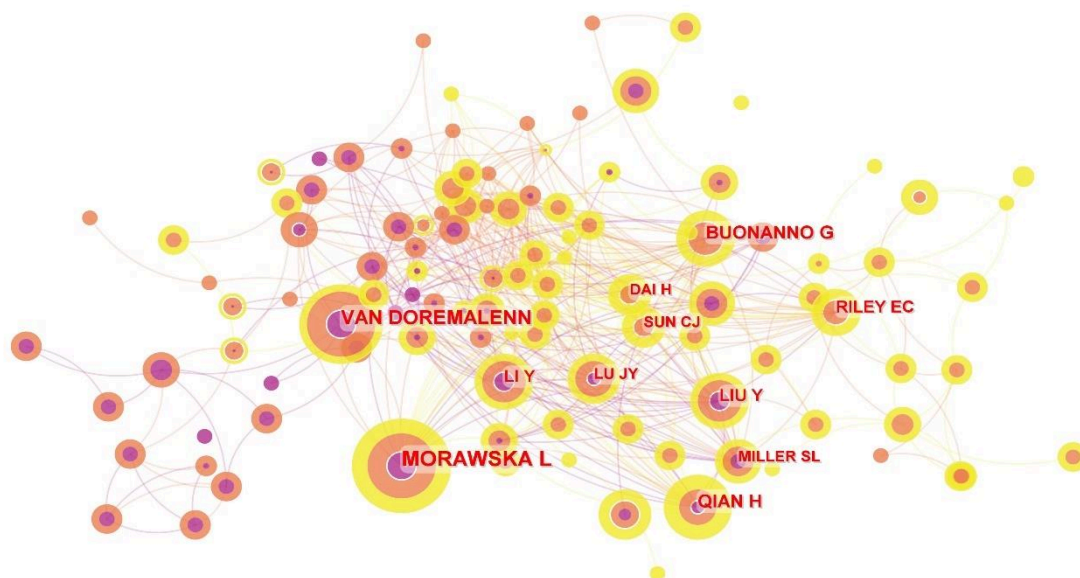 BUONANNO G
DAI H
RILEY EC
VAN DOREMALENN
SUN CJ
LI Y
LU JY
LIU Y
MORAWSKA L
MILLER SL
QIAN H